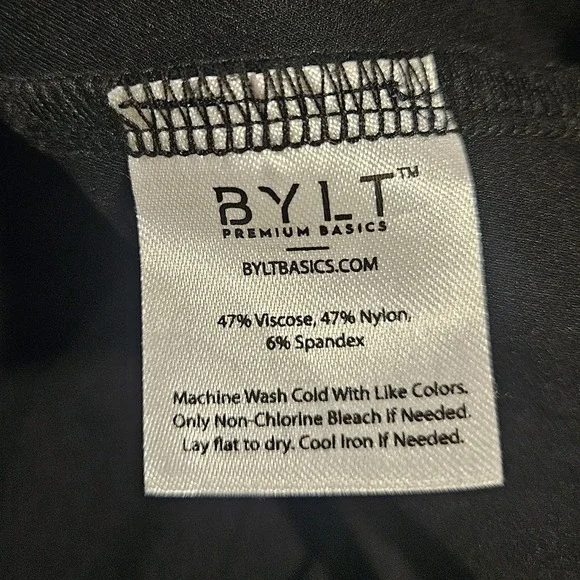 BYLT™
PREMIUM BASICS
BYLTBASICS.COM
47% Viscose, 47% Nylon,
6% Spandex
Machine Wash Cold With Like Colors.
Only Non-Chlorine Bleach if Needed.
Lay flat to dry. Cool Iron If Needed.